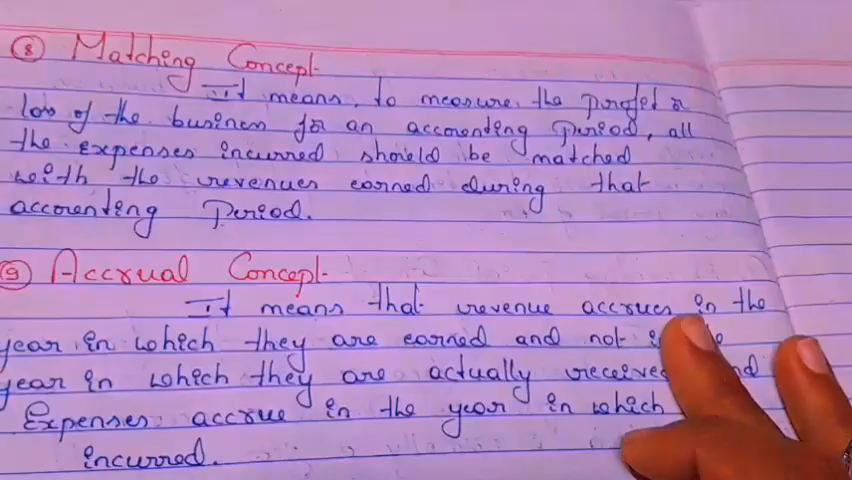 ⑧ Matching Concept
It means, to measure the profit or
loss of the business for an accounting Period, all
the expenses incurred should be matched
with the revenues earned during that
accounting Period.
⑨ Accrual Concept
It means that revenue accrues in the
year in which they are earned and not
year in which they are actually received
Expenses accrue in the year in which
incurred.